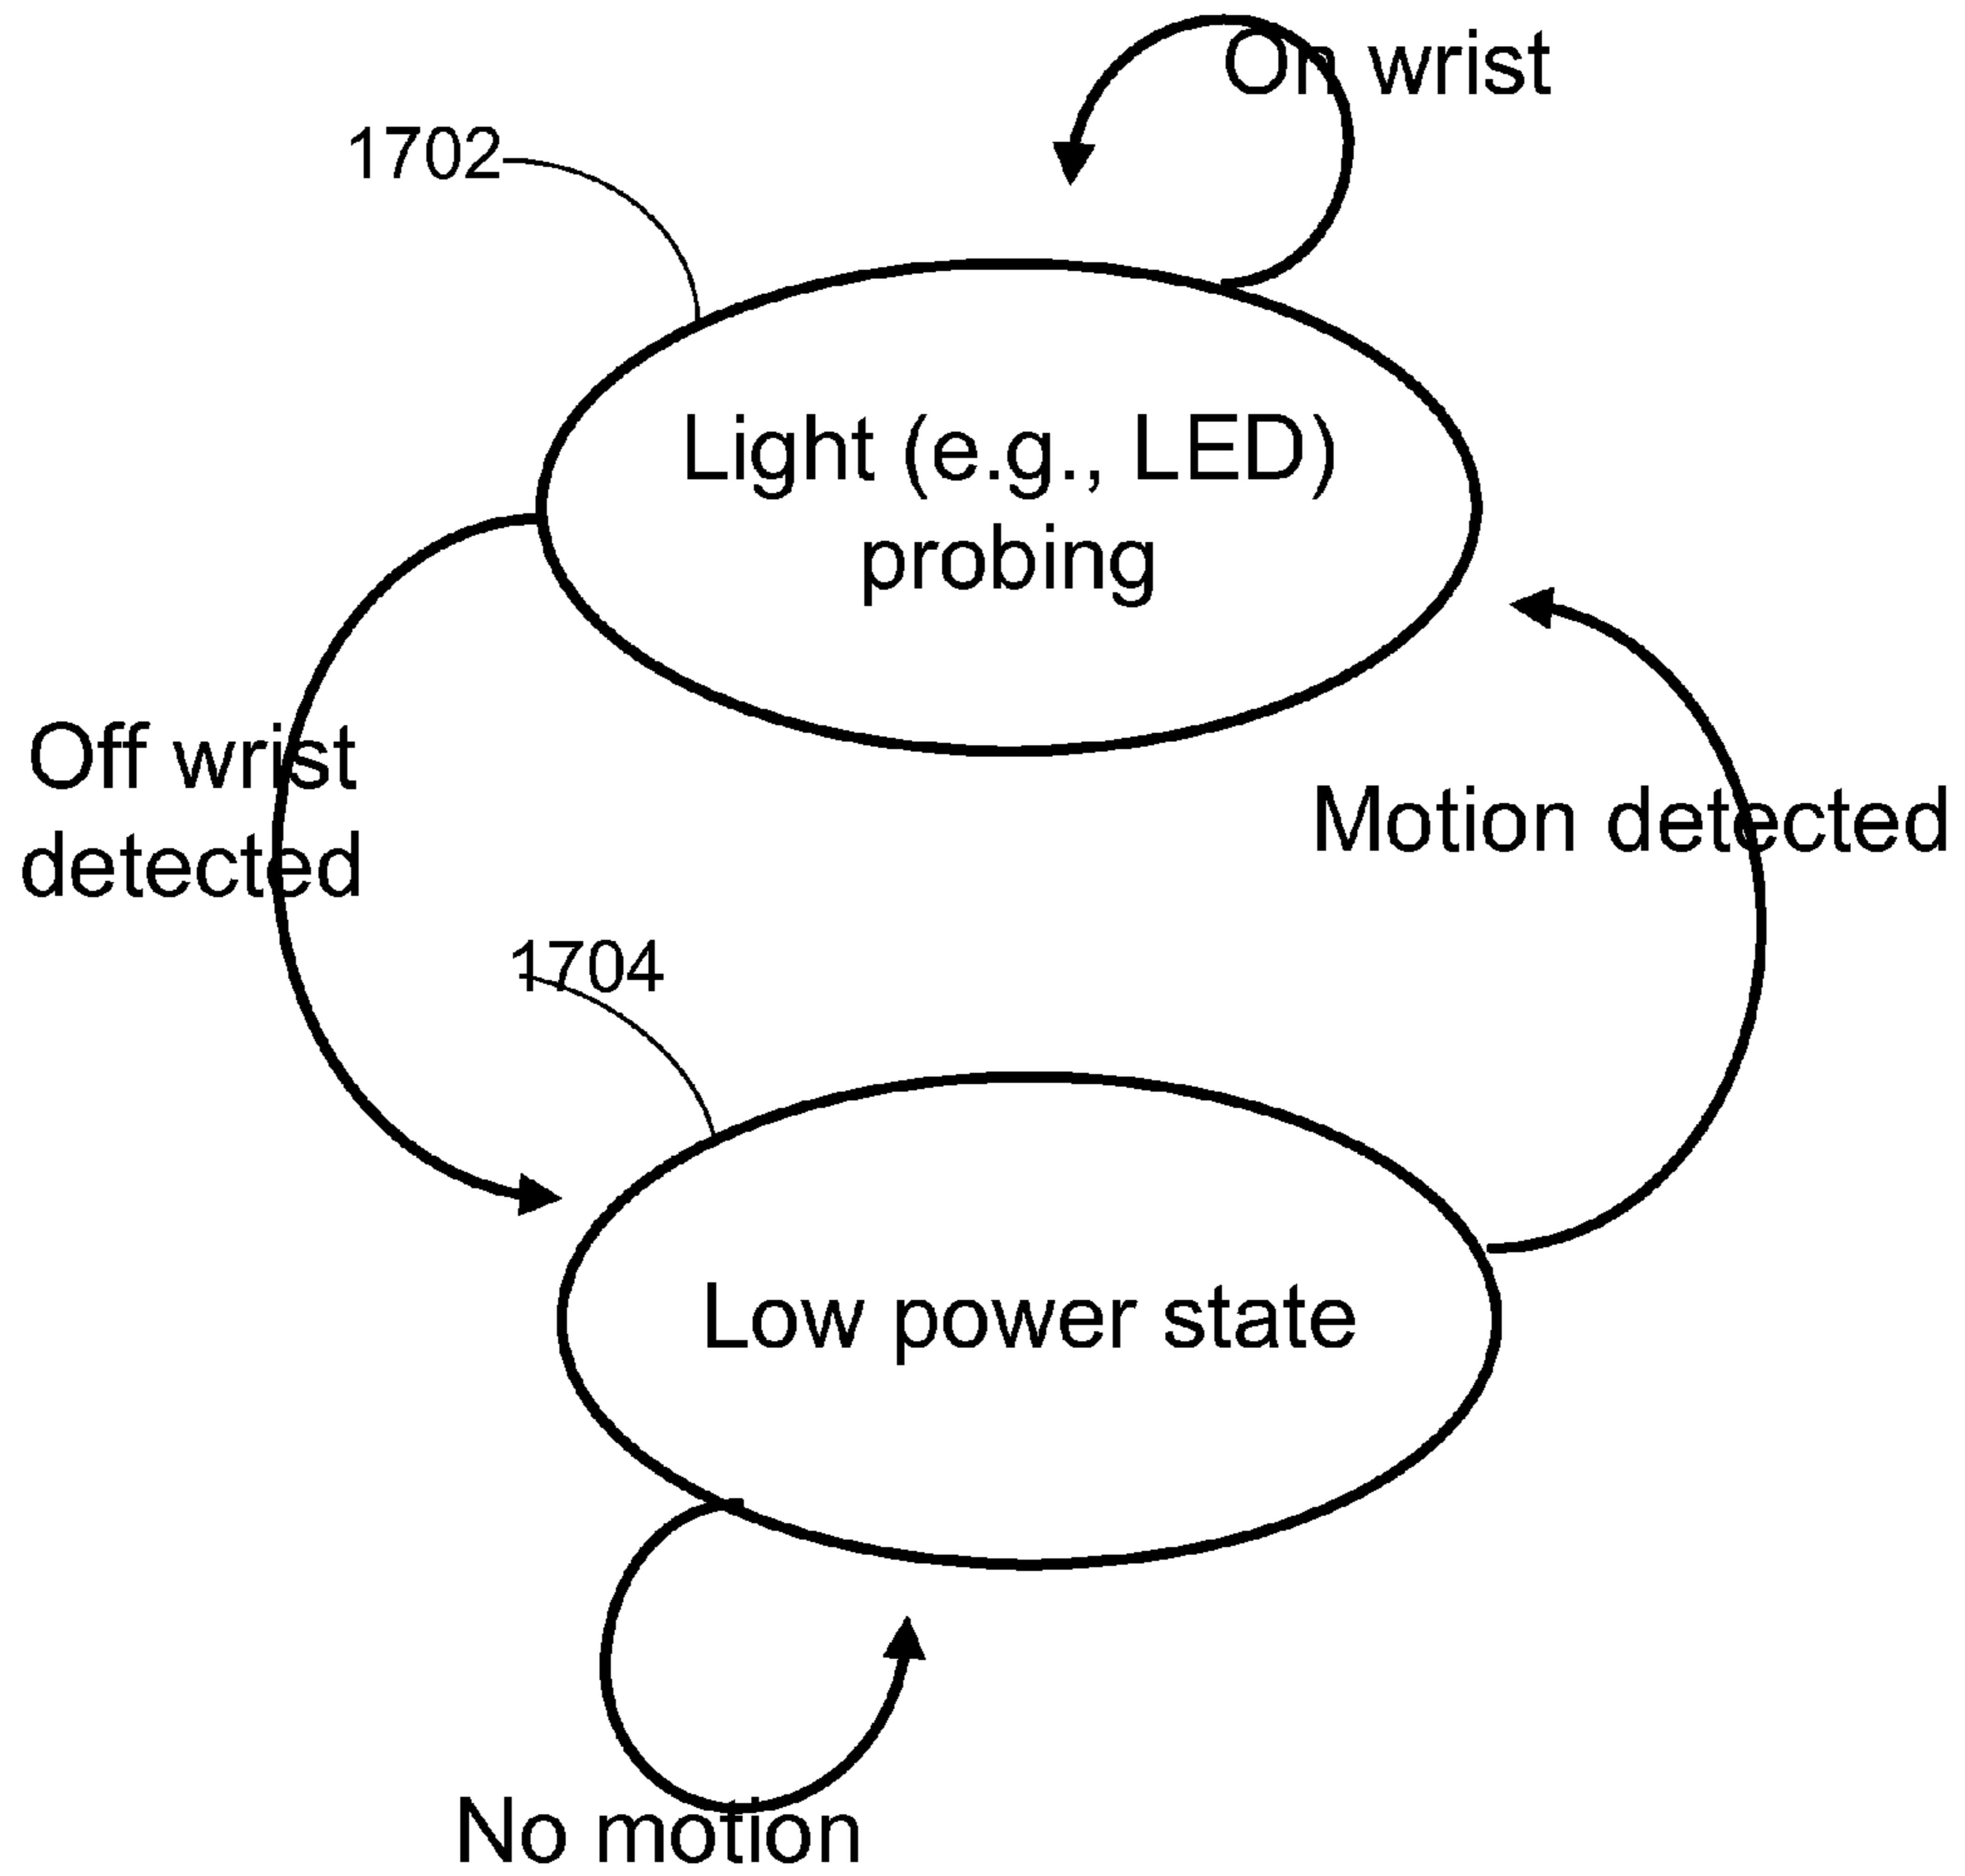 On wrist
1702
Light (e.g., LED)
probing
Off wrist
detected
Motion detected
1704
Low power state
No motion